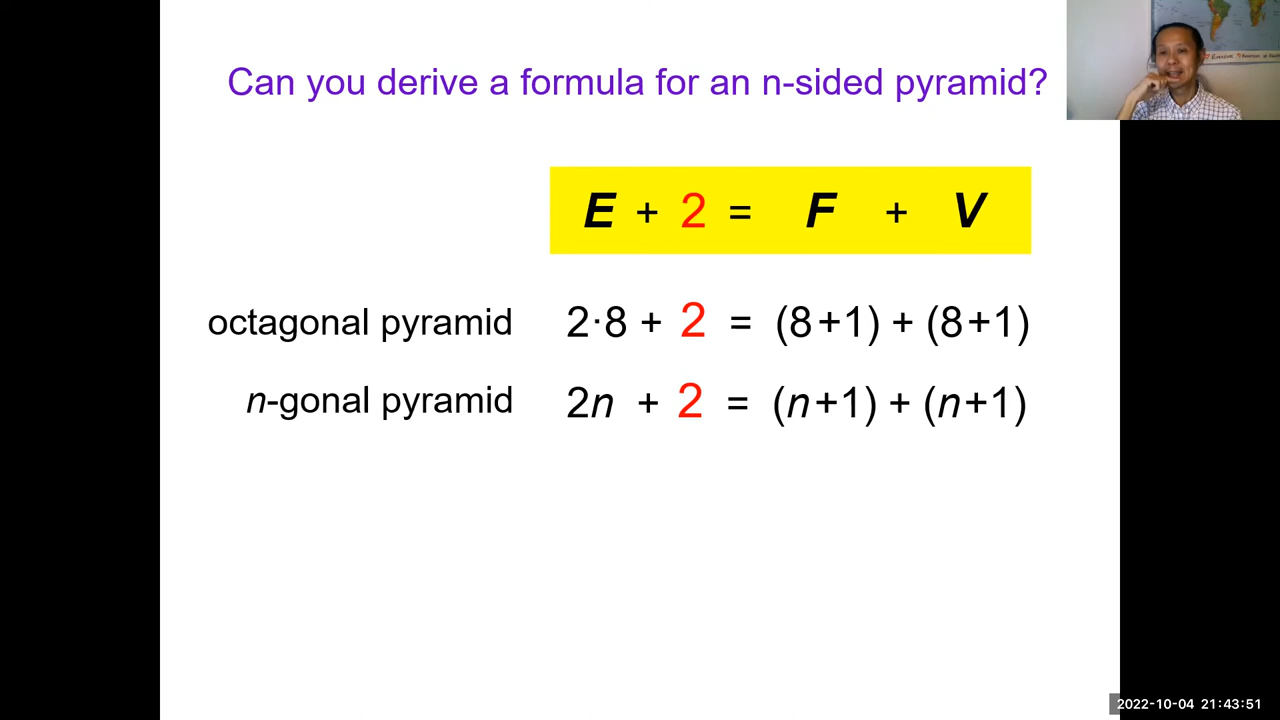 Can you derive a formula for an n-sided pyramid?
E + 2 = F + V
octagonal pyramid 2·8 + 2 = (8+1) + (8+1)
n-gonal pyramid 2n + 2 = (n+1) + (n+1)
2022-10-04 21:43:51